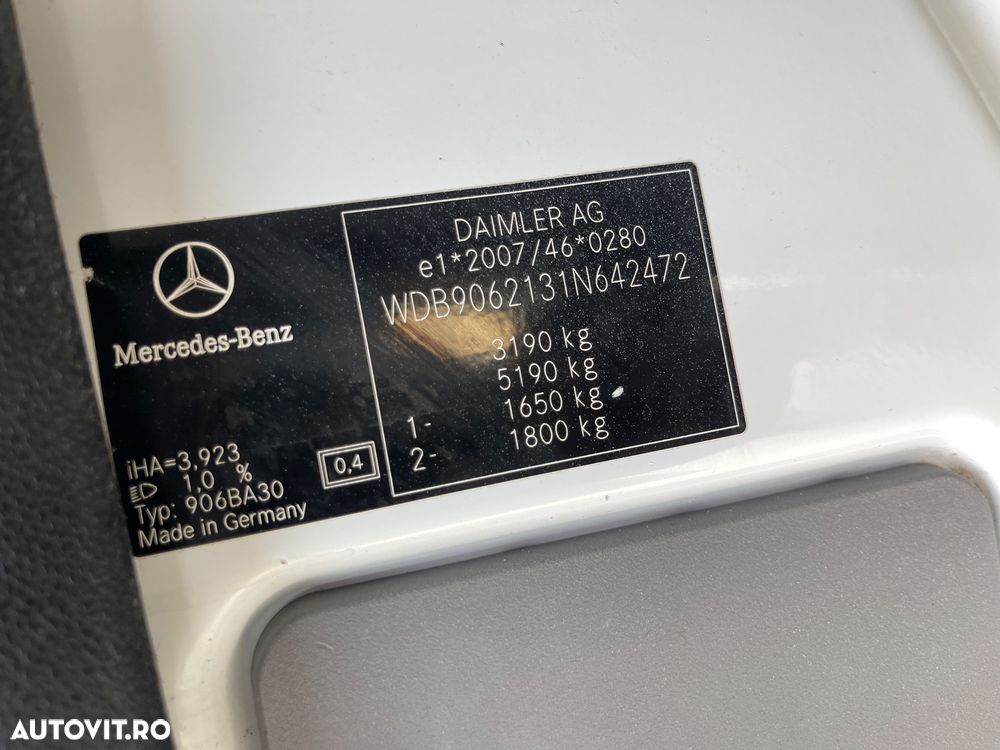 DAIMLER AG
e1*2007/46*0280
WDB9062131N642472
3190 kg
5190 kg
1- 1650 kg
2- 1800 kg
Mercedes-Benz
iHA=3,923
1,0 %
Typ: 906BA30
Made in Germany
0,4
AUTOVIT.RO